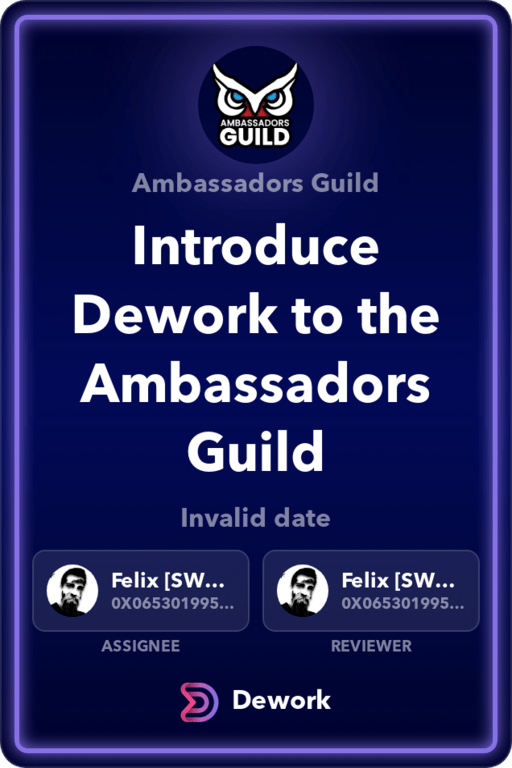 AMBASSADORS
GUILD
Ambassadors Guild
Introduce
Dework to the
Ambassadors
Guild
Invalid date
Felix [SW...
0X065301995...
Felix [SW...
0X065301995...
ASSIGNEE
REVIEWER
Dework